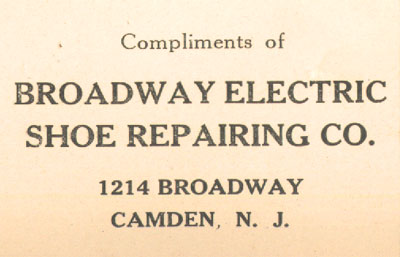 Compliments of
BROADWAY ELECTRIC
SHOE REPAIRING CO.
1214 BROADWAY
CAMDEN, N. J.